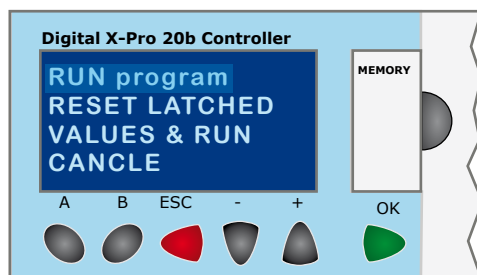 Digital X-Pro 20b Controller
RUN program
RESET LATCHED
VALUES & RUN
CANCLE
MEMORY
A B ESC - + OK